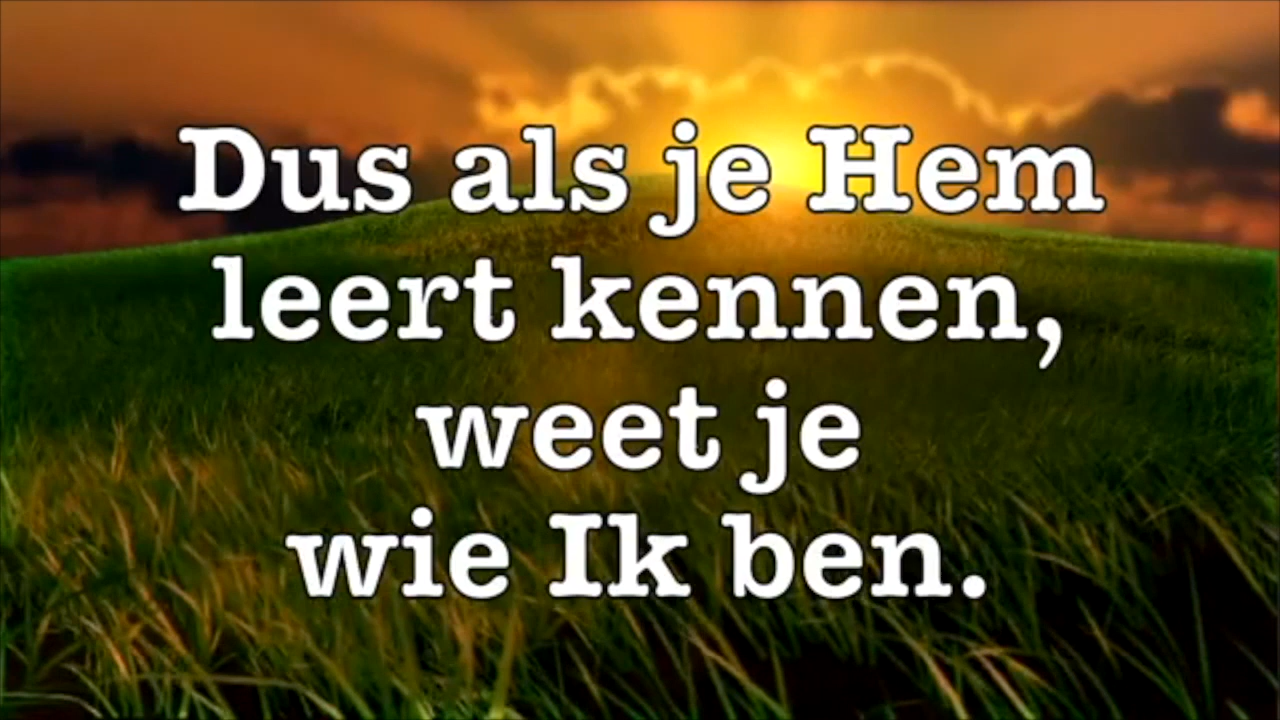 Dus als je Hem
leert kennen,
weet je
wie Ik ben.